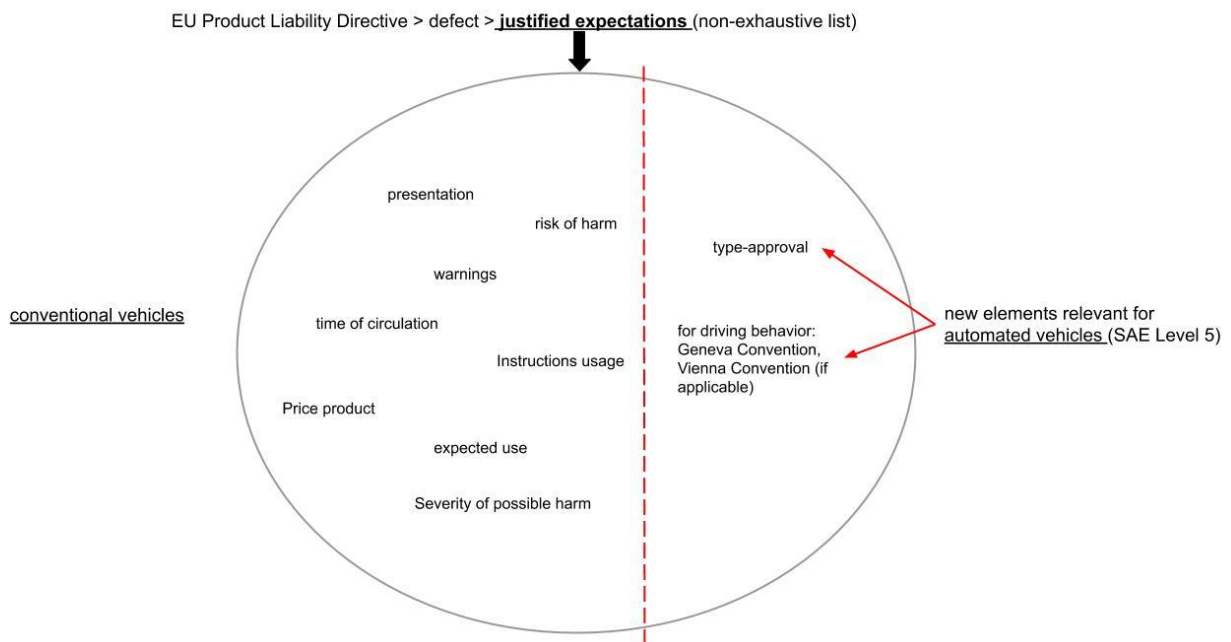 EU Product Liability Directive > defect > justified expectations (non-exhaustive list)
presentation
risk of harm
type-approval
warnings
conventional vehicles
time of circulation
new elements relevant for
automated vehicles (SAE Level 5)
for driving behavior:
Geneva Convention,
Vienna Convention (if
applicable)
Instructions usage
Price product
expected use
Severity of possible harm